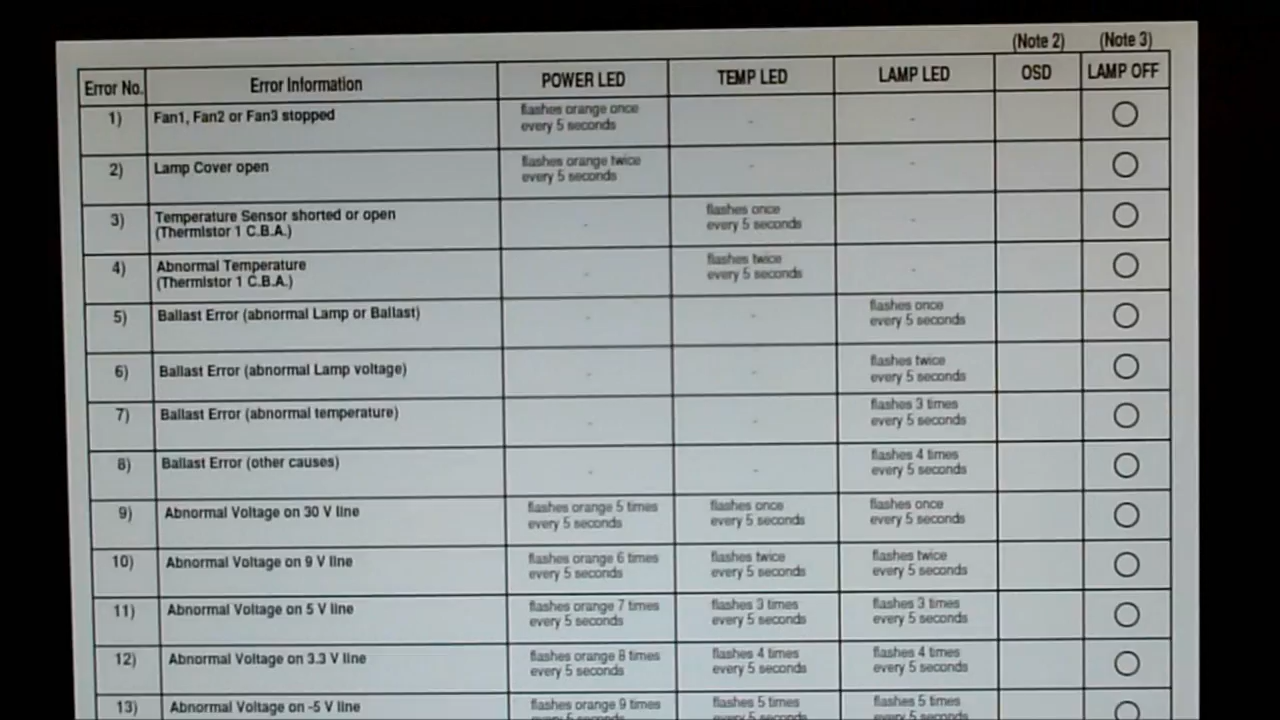 (Note 2) (Note 3)
Error No. Error Information POWER LED TEMP LED LAMP LED OSD LAMP OFF
1) Fan1, Fan2 or Fan3 stopped flashes orange once
every 5 seconds - - ○
2) Lamp Cover open flashes orange twice
every 5 seconds - - ○
3) Temperature Sensor shorted or open
(Thermistor 1 C.B.A.) - flashes once
every 5 seconds - ○
4) Abnormal Temperature
(Thermistor 1 C.B.A.) - flashes twice
every 5 seconds - ○
5) Ballast Error (abnormal Lamp or Ballast) - - flashes once
every 5 seconds ○
6) Ballast Error (abnormal Lamp voltage) - - flashes twice
every 5 seconds ○
7) Ballast Error (abnormal temperature) - - flashes 3 times
every 5 seconds ○
8) Ballast Error (other causes) - - flashes 4 times
every 5 seconds ○
9) Abnormal Voltage on 30 V line flashes orange 5 times
every 5 seconds flashes once
every 5 seconds flashes once
every 5 seconds ○
10) Abnormal Voltage on 9 V line flashes orange 6 times
every 5 seconds flashes twice
every 5 seconds flashes twice
every 5 seconds ○
11) Abnormal Voltage on 5 V line flashes orange 7 times
every 5 seconds flashes 3 times
every 5 seconds flashes 3 times
every 5 seconds ○
12) Abnormal Voltage on 3.3 V line flashes orange 8 times
every 5 seconds flashes 4 times
every 5 seconds flashes 4 times
every 5 seconds ○
13) Abnormal Voltage on -5 V line flashes orange 9 times
every 5 seconds flashes 5 times
every 5 seconds flashes 5 times
every 5 seconds ○